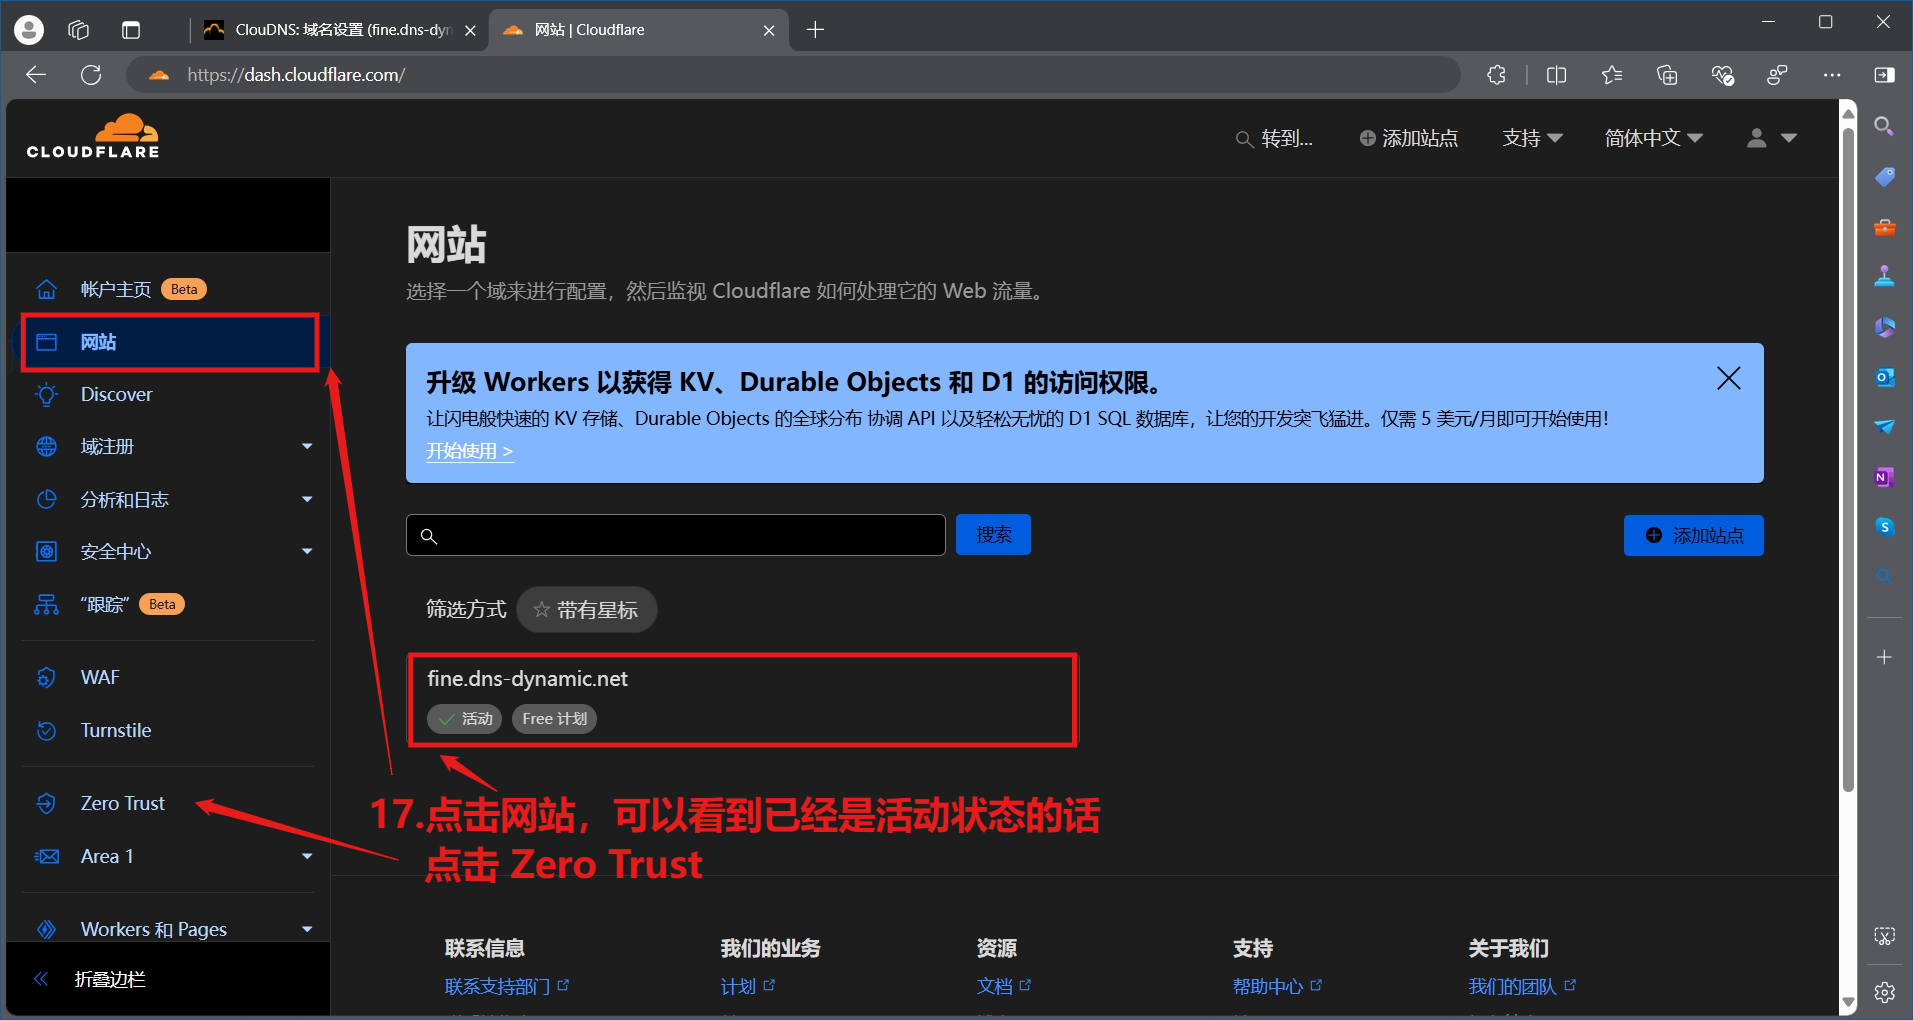 ClouDNS: 域名设置 (fine.dns-dyn
网站 | Cloudflare
https://dash.cloudflare.com/
CLOUDFLARE
转到...
添加站点
支持
简体中文
帐户主页 Beta
网站
Discover
域注册
分析和日志
安全中心
“跟踪” Beta
WAF
Turnstile
Zero Trust
Area 1
Workers 和 Pages
折叠边栏
网站
选择一个域来进行配置，然后监视 Cloudflare 如何处理它的 Web 流量。
升级 Workers 以获得 KV、Durable Objects 和 D1 的访问权限。
让闪电般快速的 KV 存储、Durable Objects 的全球分布 协调 API 以及轻松无忧的 D1 SQL 数据库，让您的开发突飞猛进。仅需 5 美元/月即可开始使用！
开始使用 >
搜索
添加站点
筛选方式 带有星标
fine.dns-dynamic.net
活动 Free 计划
17.点击网站，可以看到已经是活动状态的话
点击 Zero Trust
联系信息
联系支持部门
我们的业务
计划
资源
文档
支持
帮助中心
关于我们
我们的团队